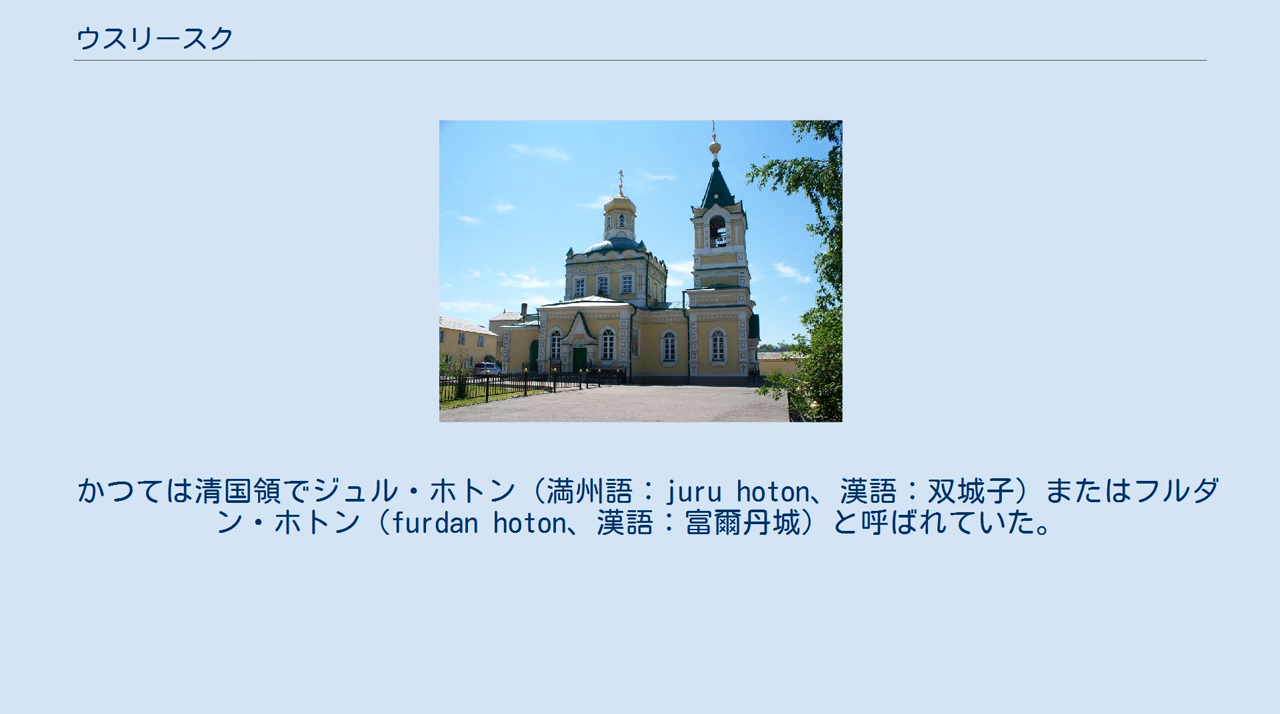 ウスリースク
かつては清国領でジュル・ホトン（満州語：juru hoton、漢語：双城子）またはフルダ
ン・ホトン（furdan hoton、漢語：富爾丹城）と呼ばれていた。